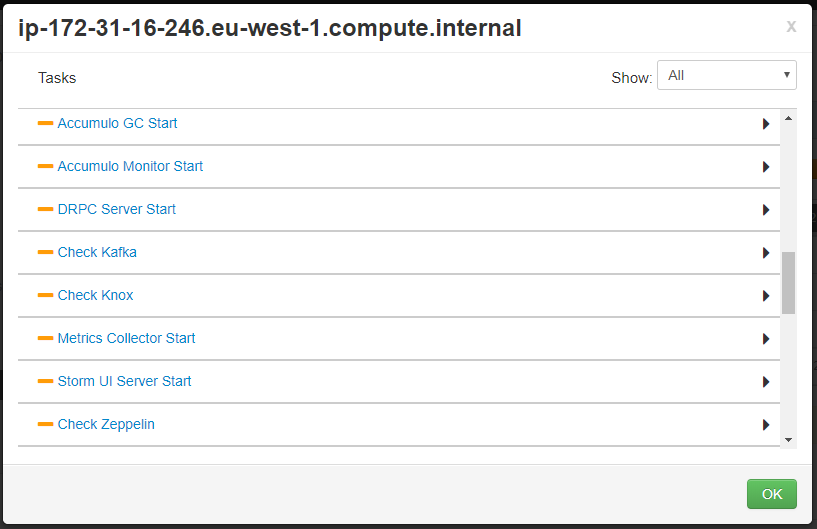 ip-172-31-16-246.eu-west-1.compute.internal x
Tasks Show: All
Accumulo GC Start
Accumulo Monitor Start
DRPC Server Start
Check Kafka
Check Knox
Metrics Collector Start
Storm UI Server Start
Check Zeppelin
OK